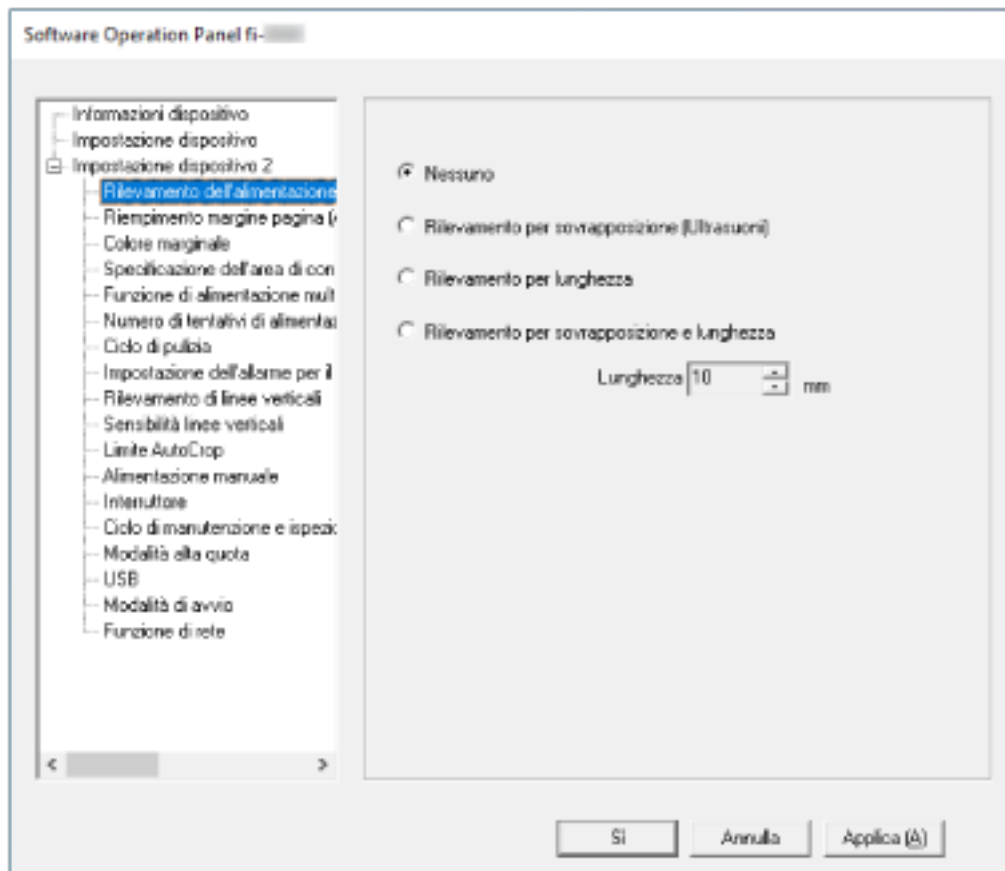 Software Operation Panel fi-
Informazioni dispositivo
Impostazione dispositivo
Impostazione dispositivo 2
Rilevamento dell'alimentazione
Riempimento margine pagina (
Colore marginale
Specificazione dell'area di con
Funzione di alimentazione mult
Numero di tentativi di alimentaz
Ciclo di pulizia
Impostazione dell'allarme per il
Rilevamento di linee verticali
Sensibilità linee verticali
Limite AutoCrop
Alimentazione manuale
Interruttore
Ciclo di manutenzione e ispezio
Modalità alta quota
USB
Modalità di avvio
Funzione di rete
Nessuno
Rilevamento per sovrapposizione (Ultrasuoni)
Rilevamento per lunghezza
Rilevamento per sovrapposizione e lunghezza
Lunghezza 10 mm
Sì Annulla Applica (A)